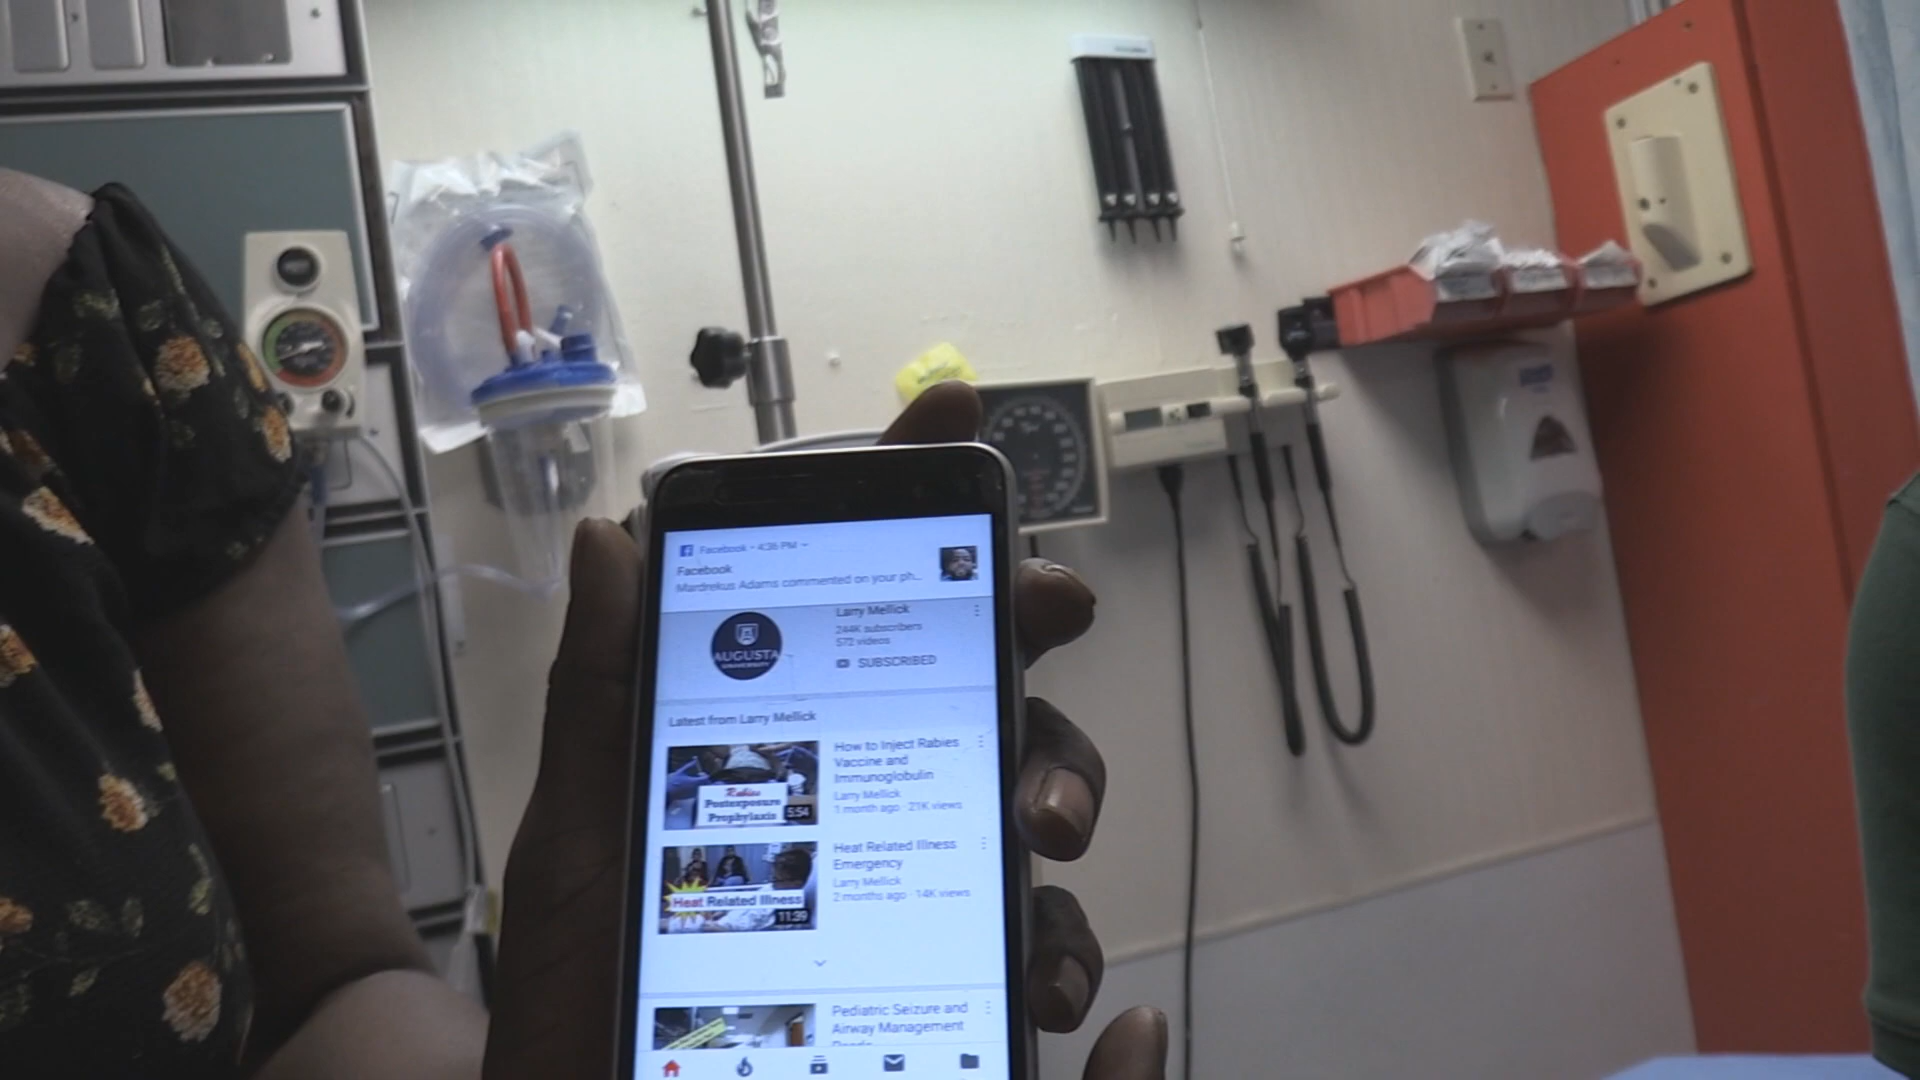 Facebook • 4:36 PM
Facebook
Mardrekus Adams commented on your ph...
AUGUSTA
UNIVERSITY
Larry Mellick
244K subscribers
572 videos
SUBSCRIBED
Latest from Larry Mellick
Rabies
Postexposure
Prophylaxis
5:54
How to Inject Rabies
Vaccine and
Immunoglobulin
Larry Mellick
1 month ago · 21K views
Heat Related Illness
11:39
Heat Related Illness
Emergency
Larry Mellick
2 months ago · 14K views
Pediatric Seizure and
Airway Management